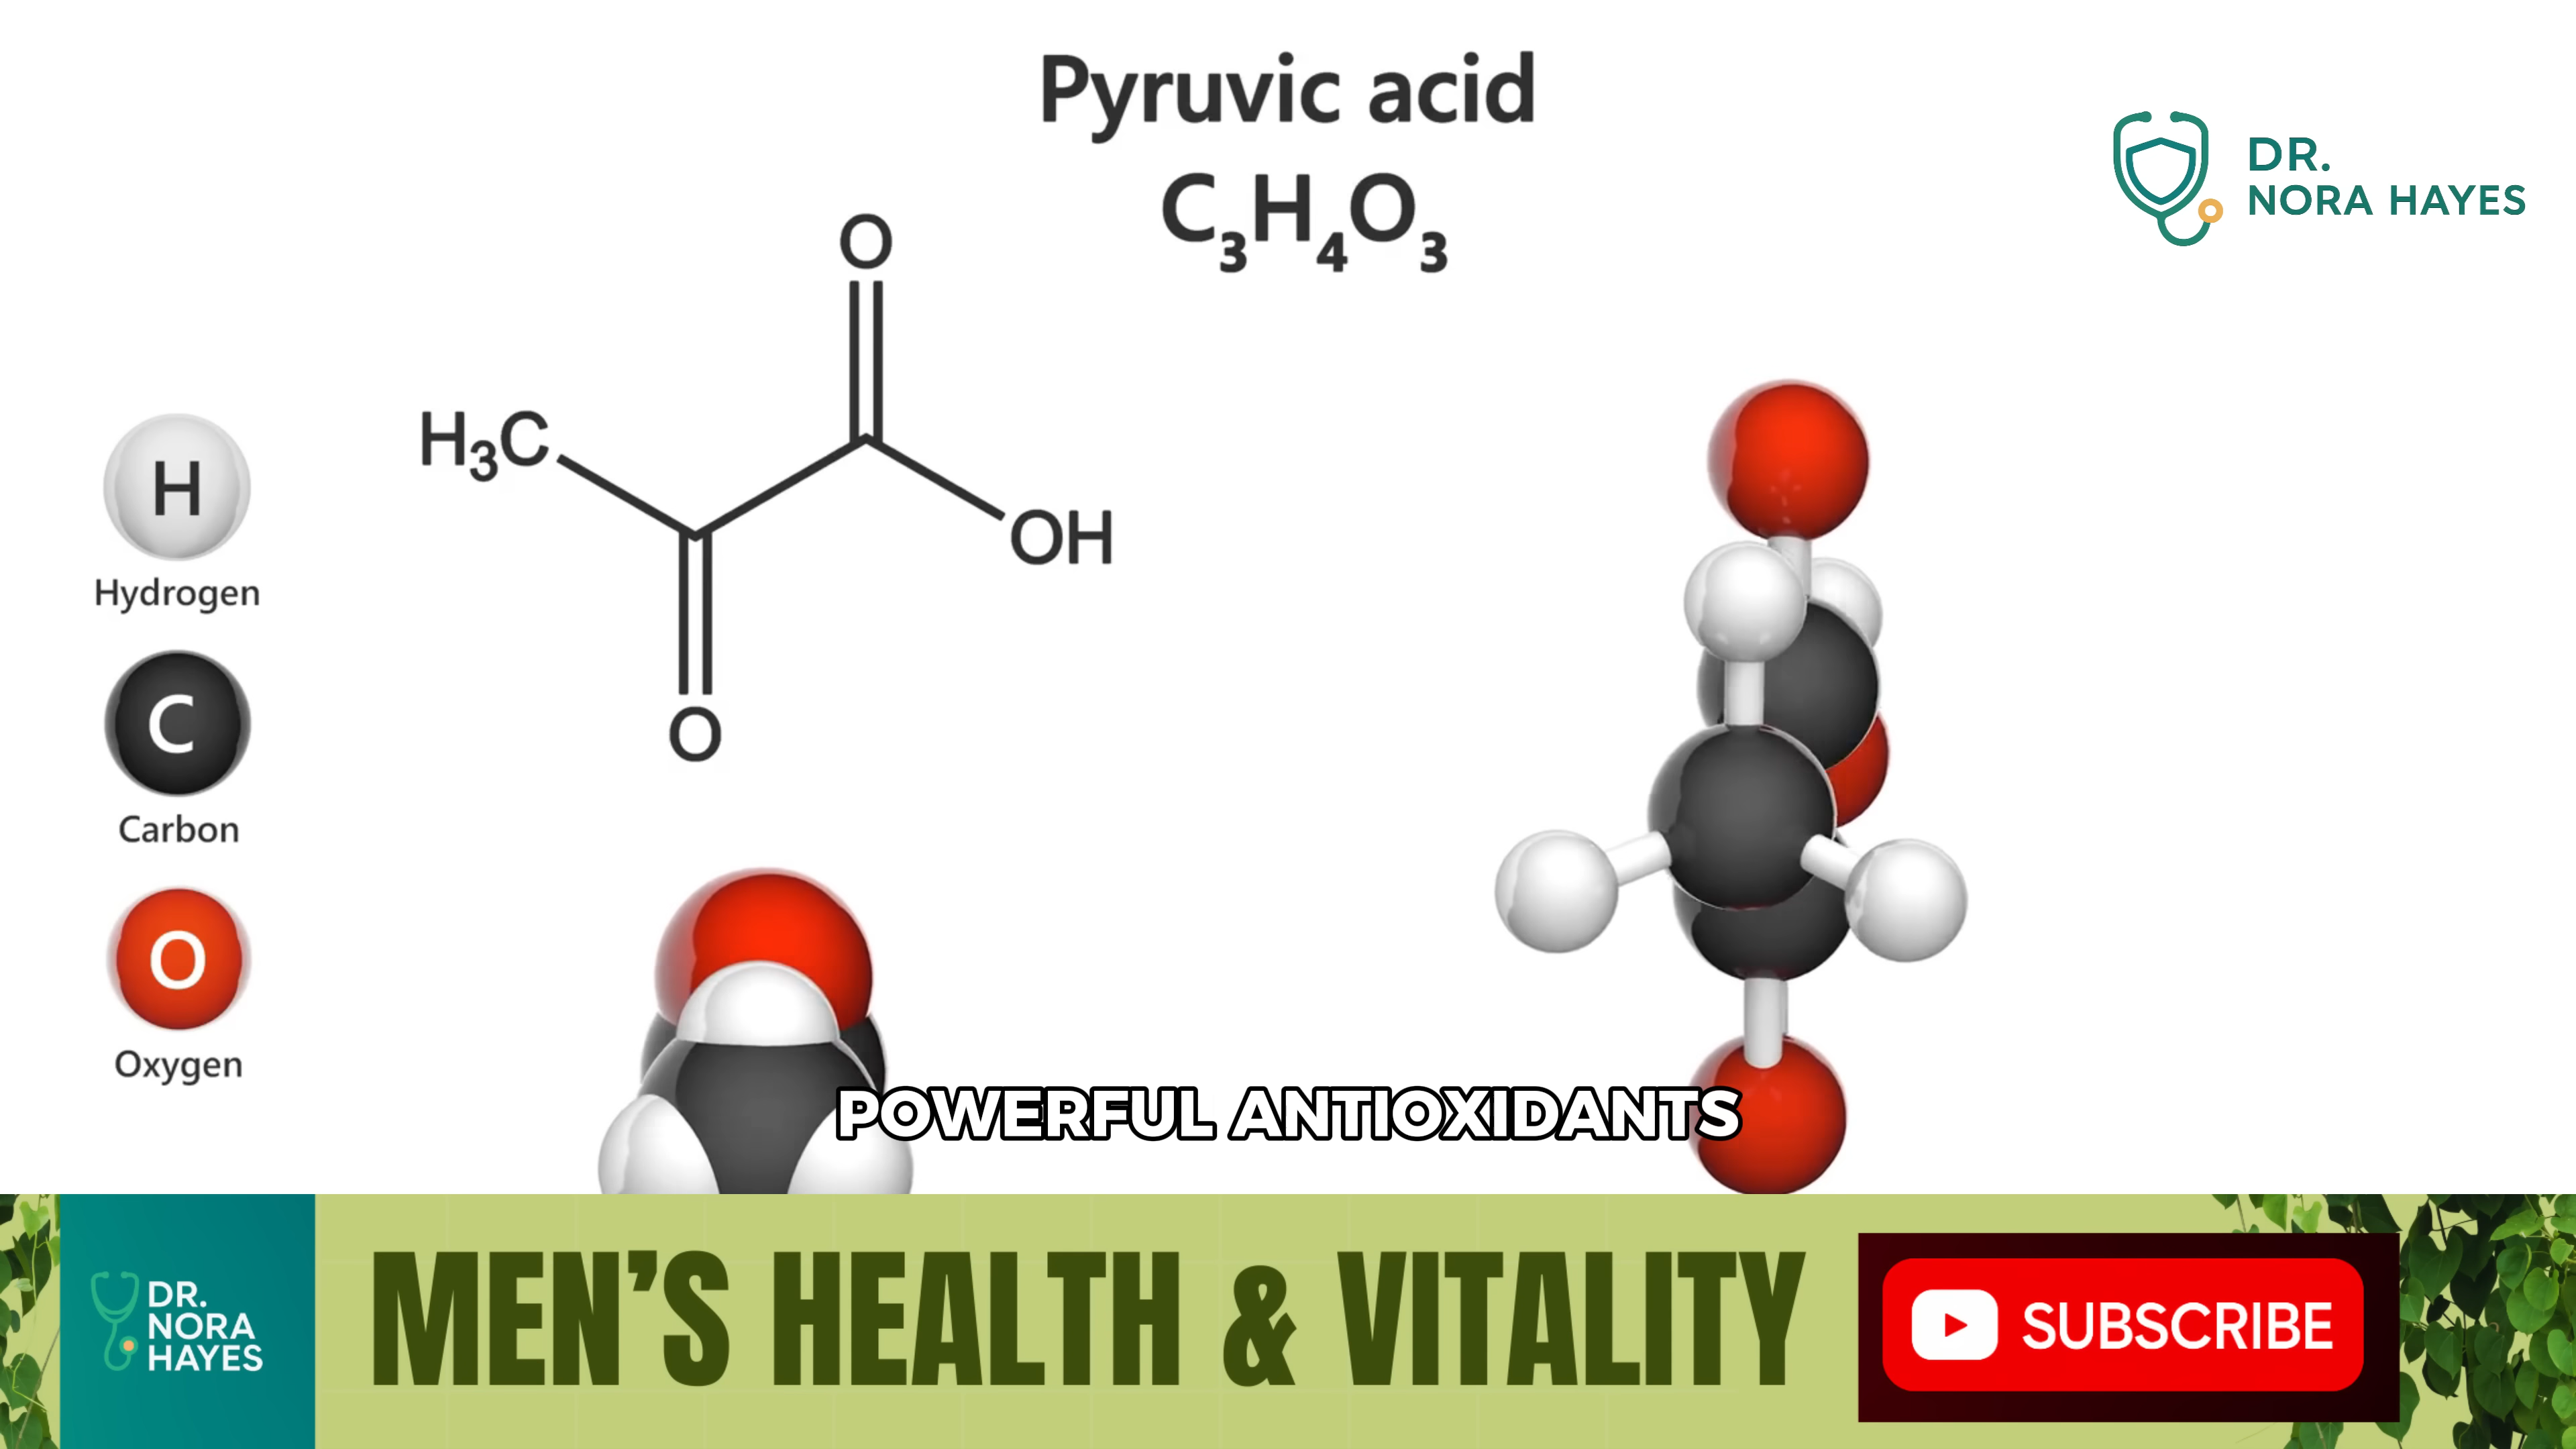 Pyruvic acid
C₃H₄O₃
DR.
NORA HAYES
O
H₃C
OH
O
H
Hydrogen
C
Carbon
O
Oxygen
POWERFUL ANTIOXIDANTS
DR.
NORA
HAYES
MEN'S HEALTH & VITALITY
SUBSCRIBE